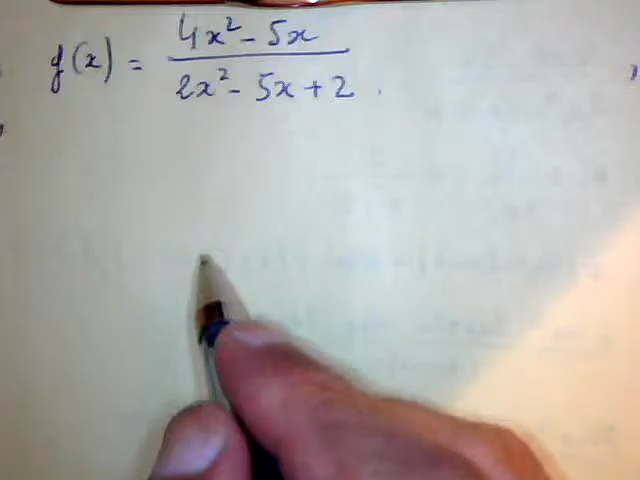 g(x) = (4x² - 5x) / (2x² - 5x + 2) .